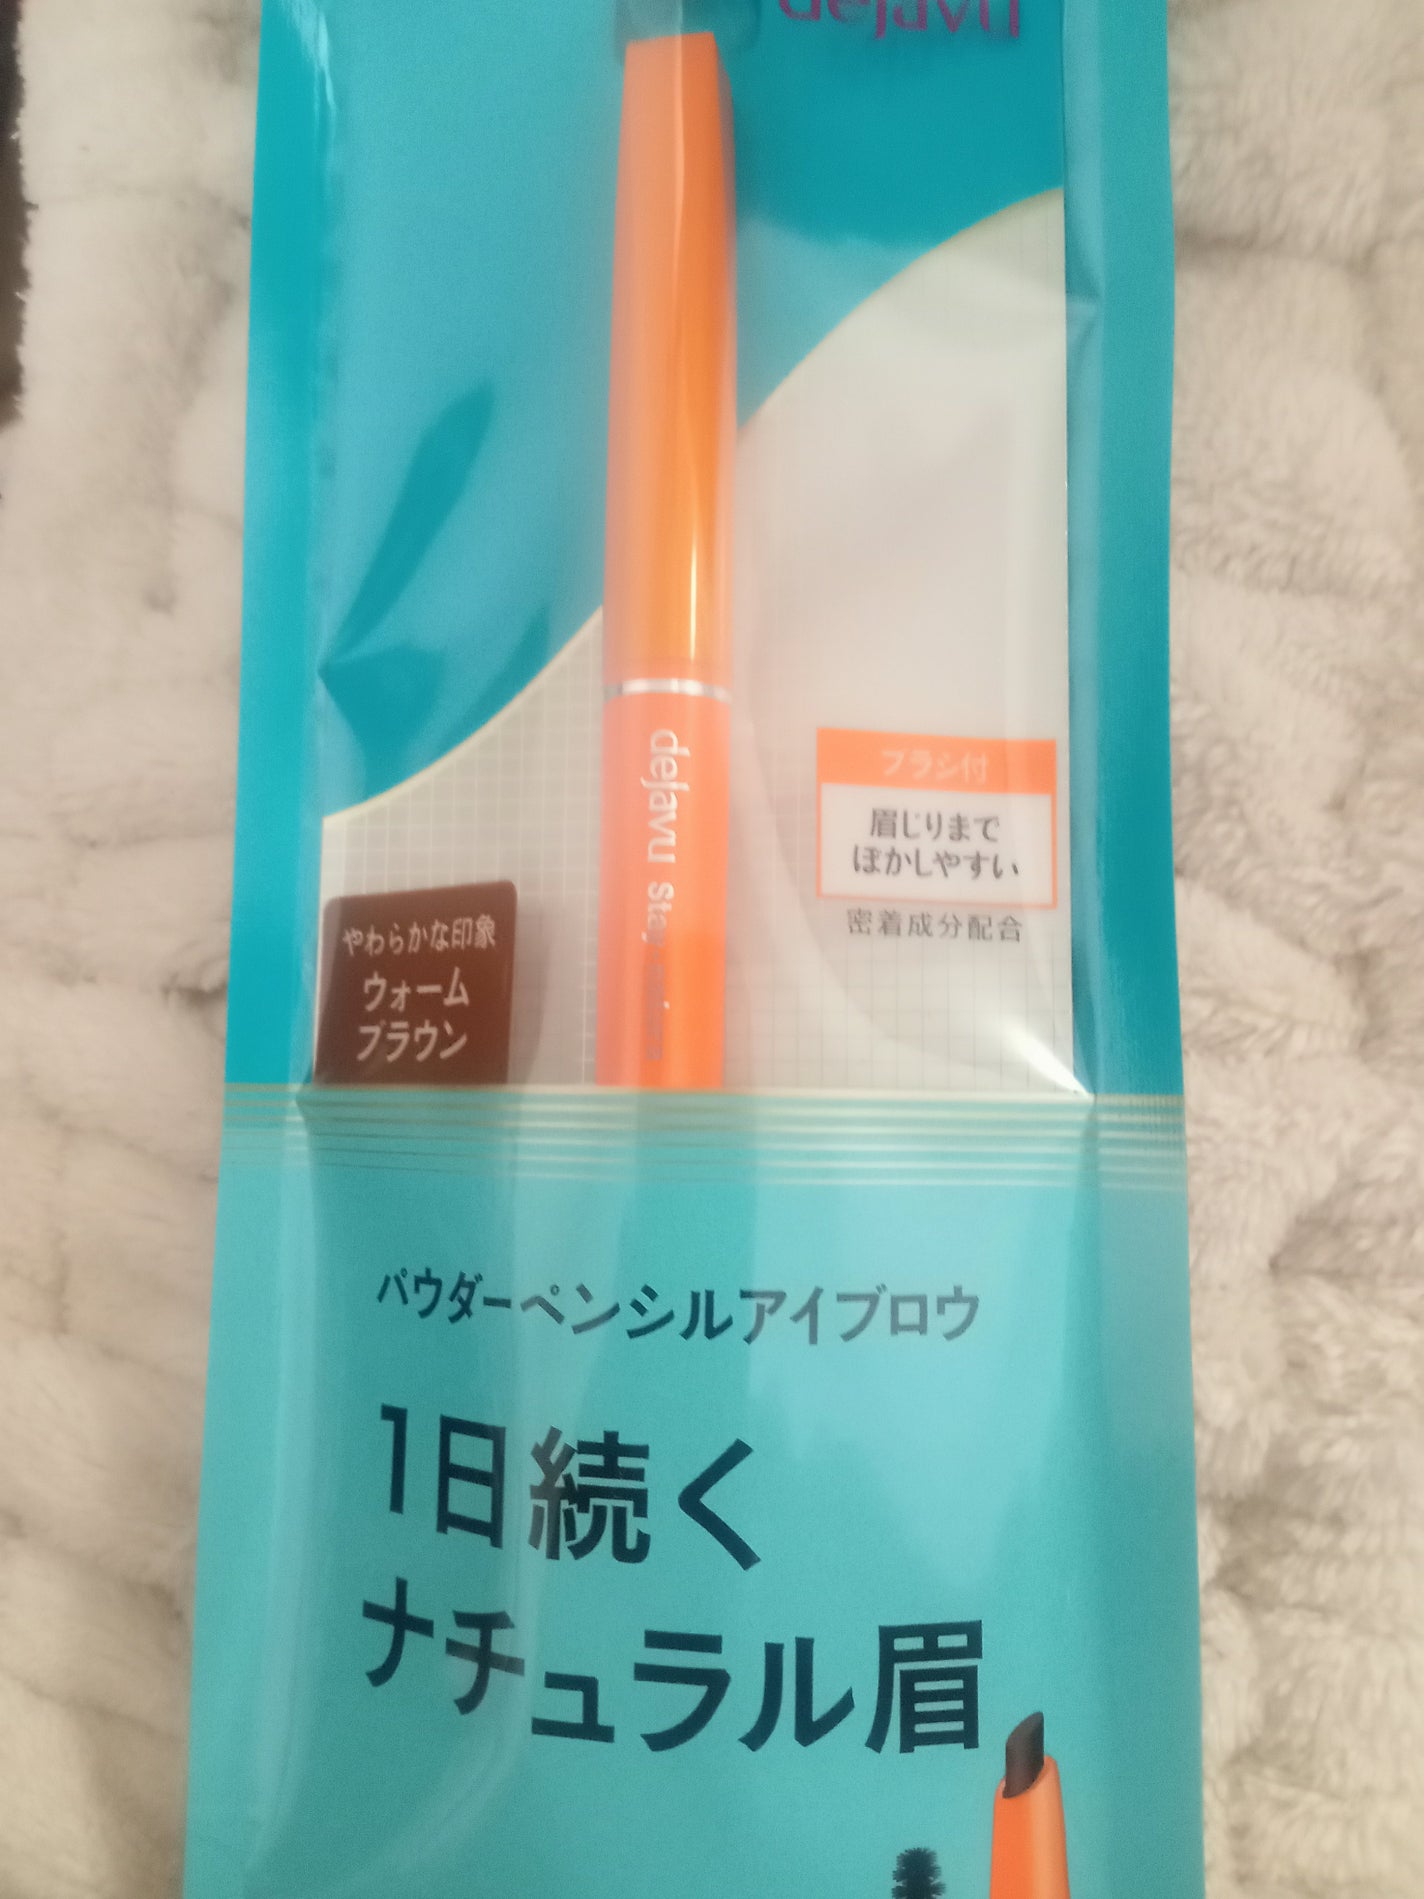 dejavu
dejavu Stay
ブラシ付
眉じりまで
ぼかしやすい
密着成分配合
やわらかな印象
ウォーム
ブラウン
パウダーペンシルアイブロウ
1日続く
ナチュラル眉